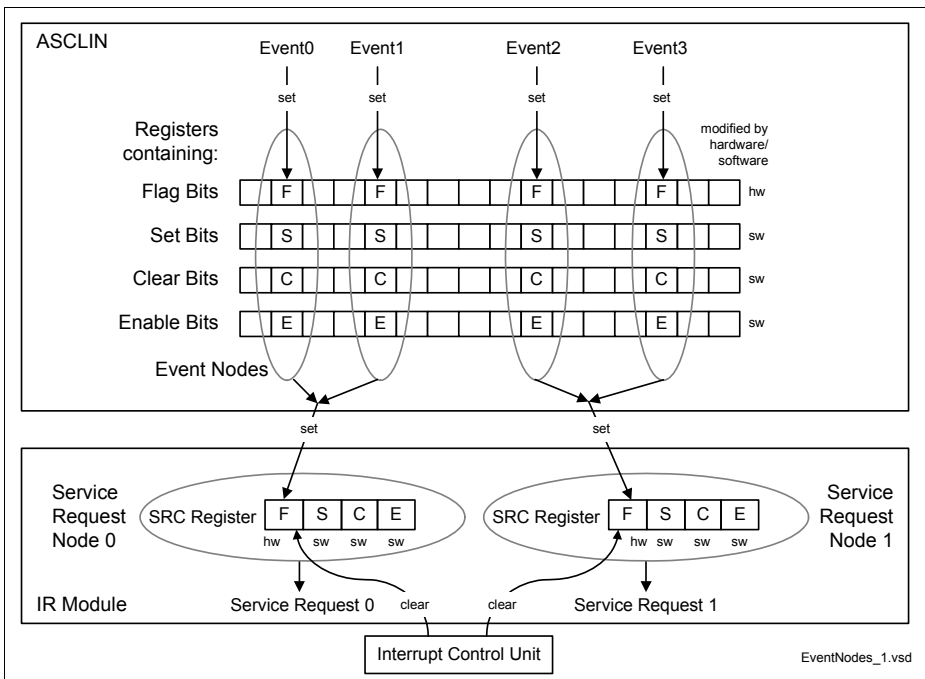 ASCLIN
Event0 Event1 Event2 Event3
set set set set
Registers
containing:
modified by
hardware/
software
Flag Bits F F F F hw
Set Bits S S S S sw
Clear Bits C C C C sw
Enable Bits E E E E sw
Event Nodes
set set
Service
Request
Node 0
SRC Register F S C E
hw sw sw sw
SRC Register F S C E
hw sw sw sw
Service
Request
Node 1
IR Module Service Request 0 clear clear Service Request 1
Interrupt Control Unit
EventNodes_1.vsd